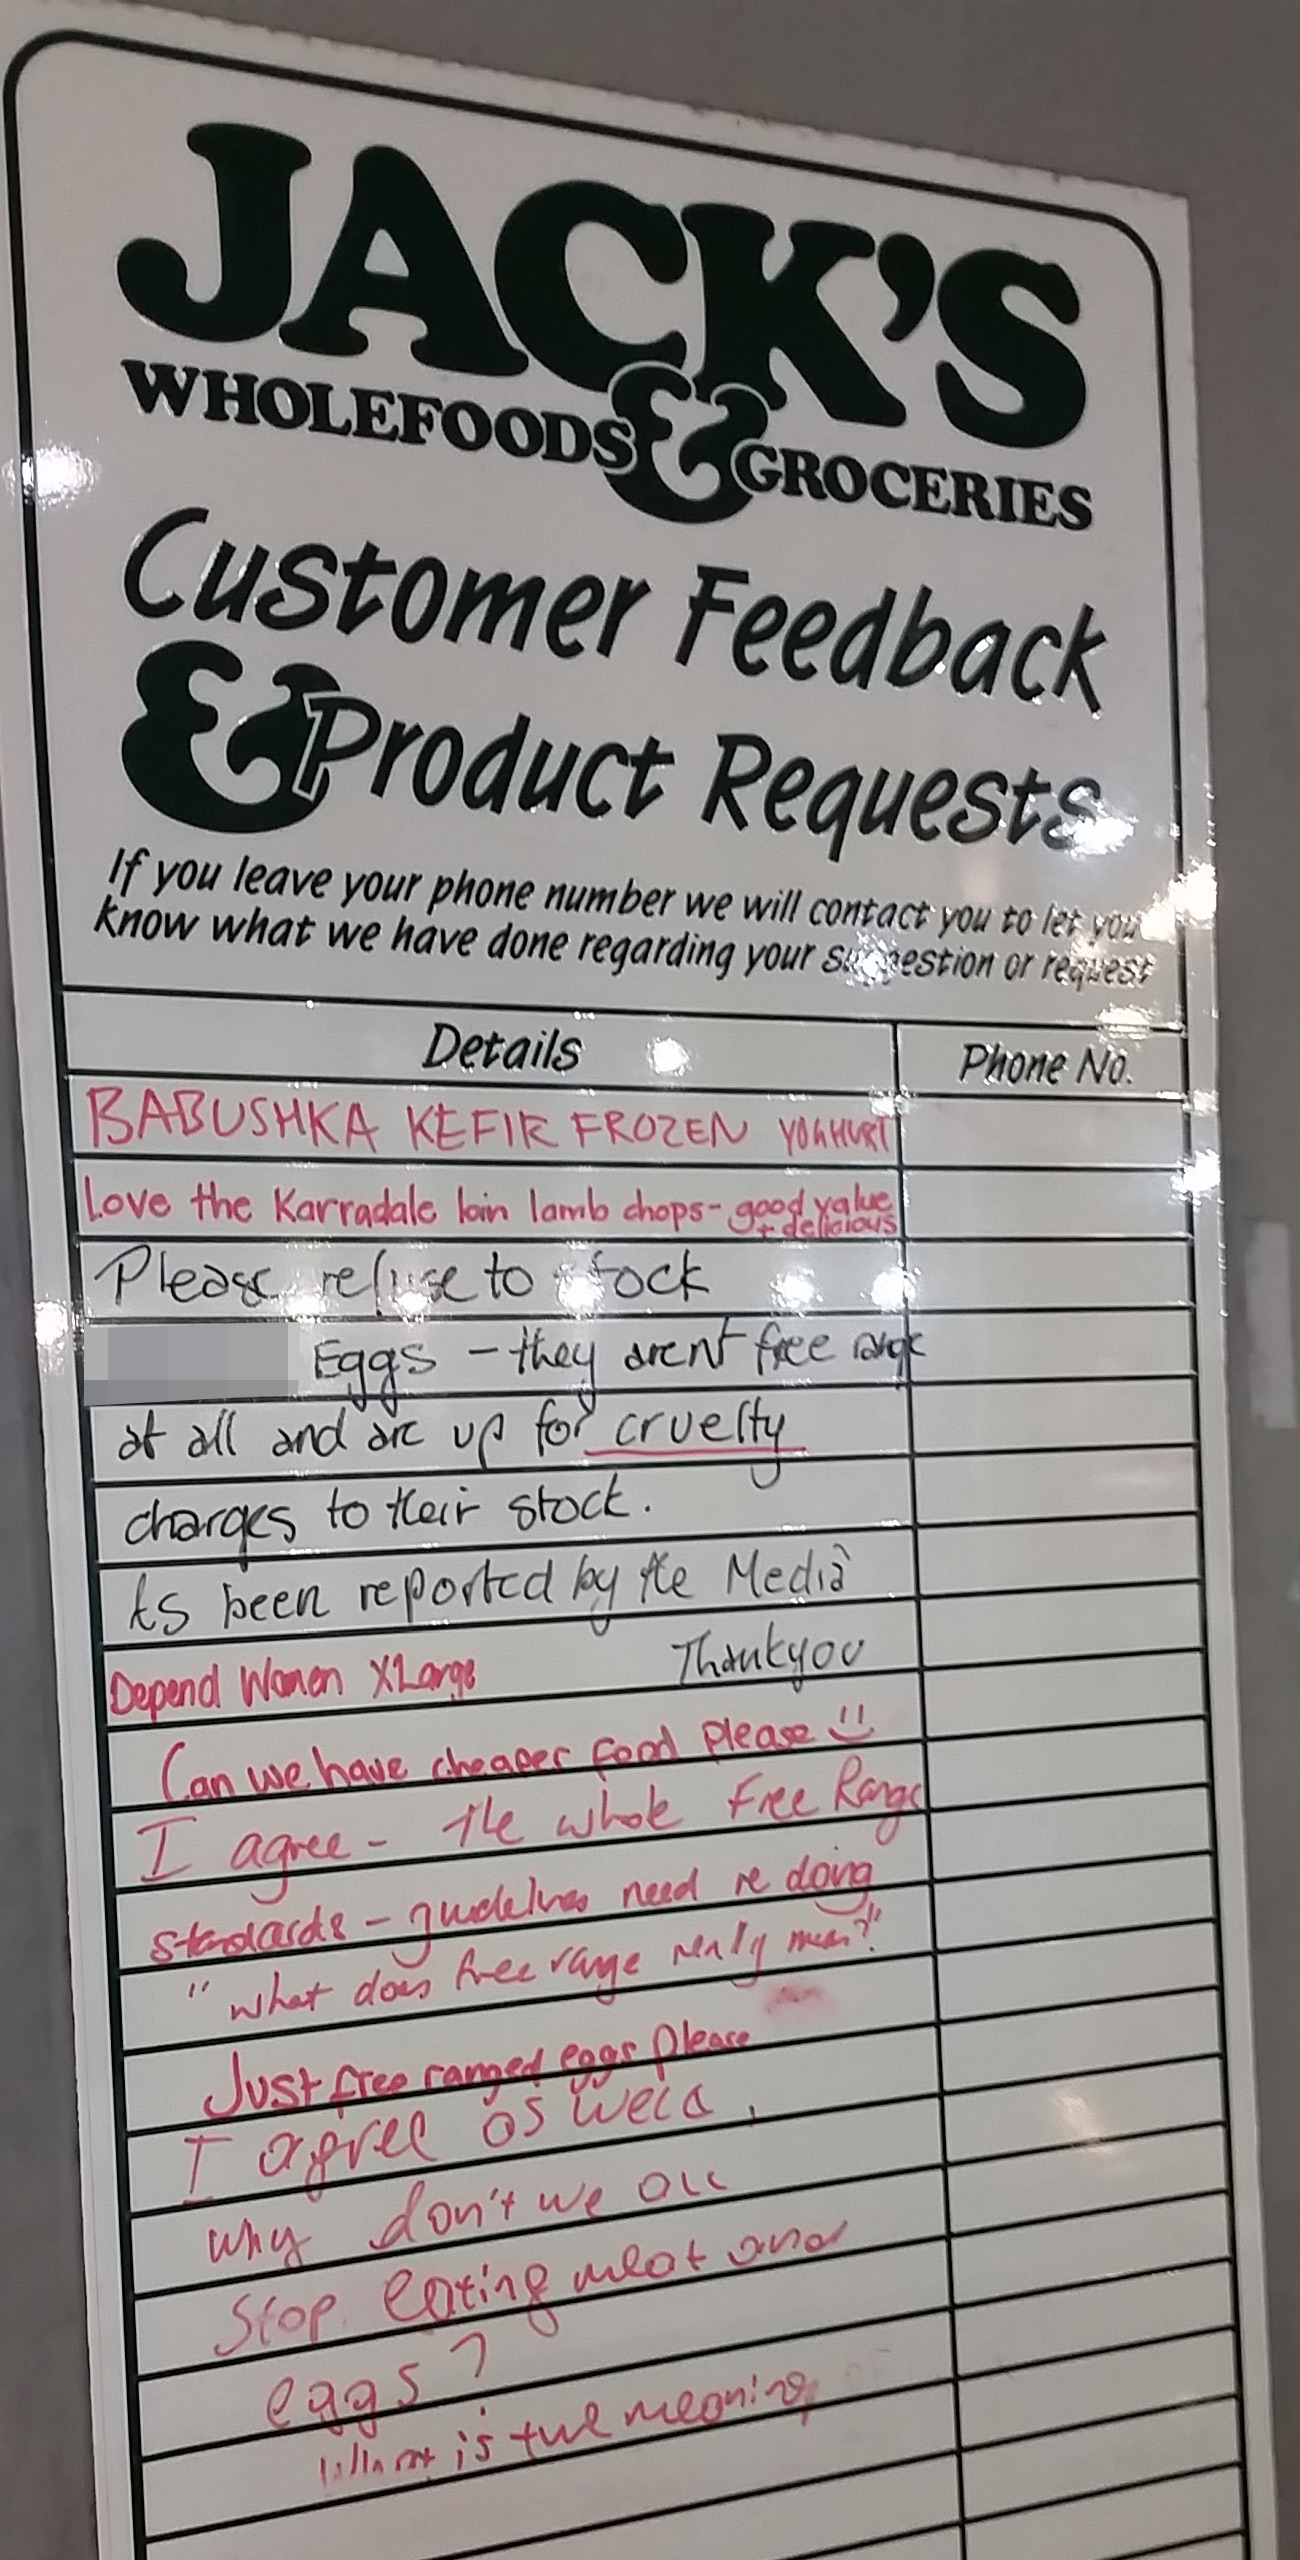 JACK'S
WHOLEFOODS & GROCERIES
Customer Feedback
& Product Requests
If you leave your phone number we will contact you to let you
know what we have done regarding your suggestion or request
Details
Phone No.
BABUSHKA KEFIR FROZEN YOGHURT
Love the Karradale loin lamb chops - good value
+ delicious
Please refuse to stock
Eggs - they arent free range
at all and are up for cruelty
charges to their stock.
its been reported by the Media
Thankyou
Depend Women XLarge
Can we have cheaper food please
I agree - the whole Free Range
standards - guidelines need re doing
"what does free range really mean?"
Just free ranged eggs please
I agree as well,
why don't we all
Stop eating meat and
eggs?
What is the meaning